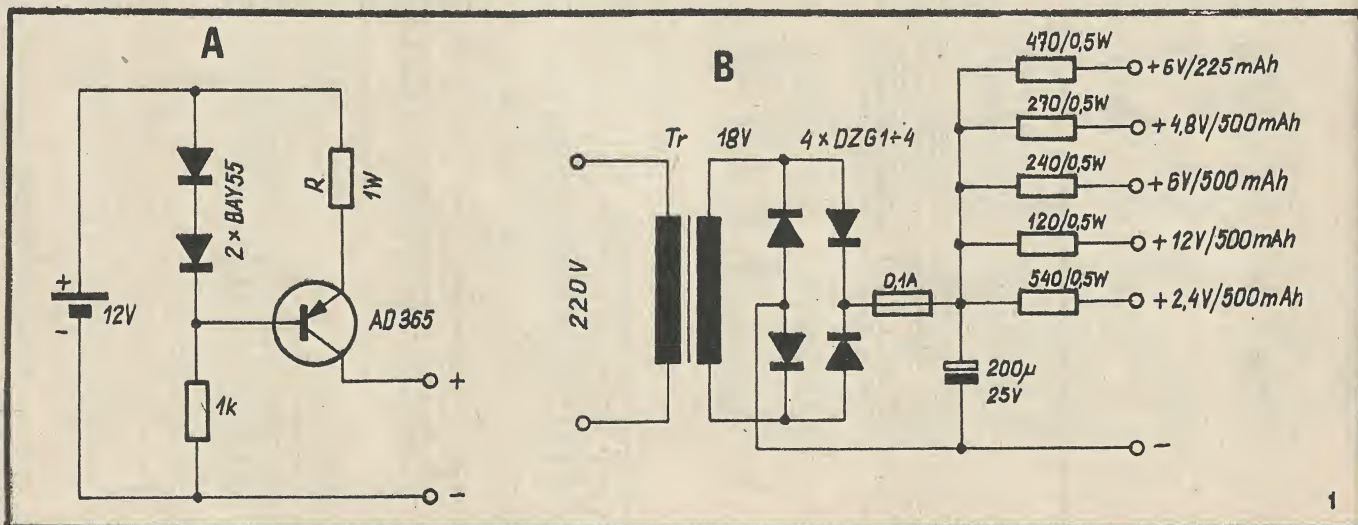 A
2 × BAY55
R
1W
+
12V
-
AD365
+
1k
-
B
Tr
18V
4 × DZG1÷4
220V
0,1A
470/0,5W
+6V/225mAh
270/0,5W
+4,8V/500mAh
240/0,5W
+6V/500mAh
120/0,5W
+12V/500mAh
540/0,5W
+2,4V/500mAh
200µ
25V
-
1